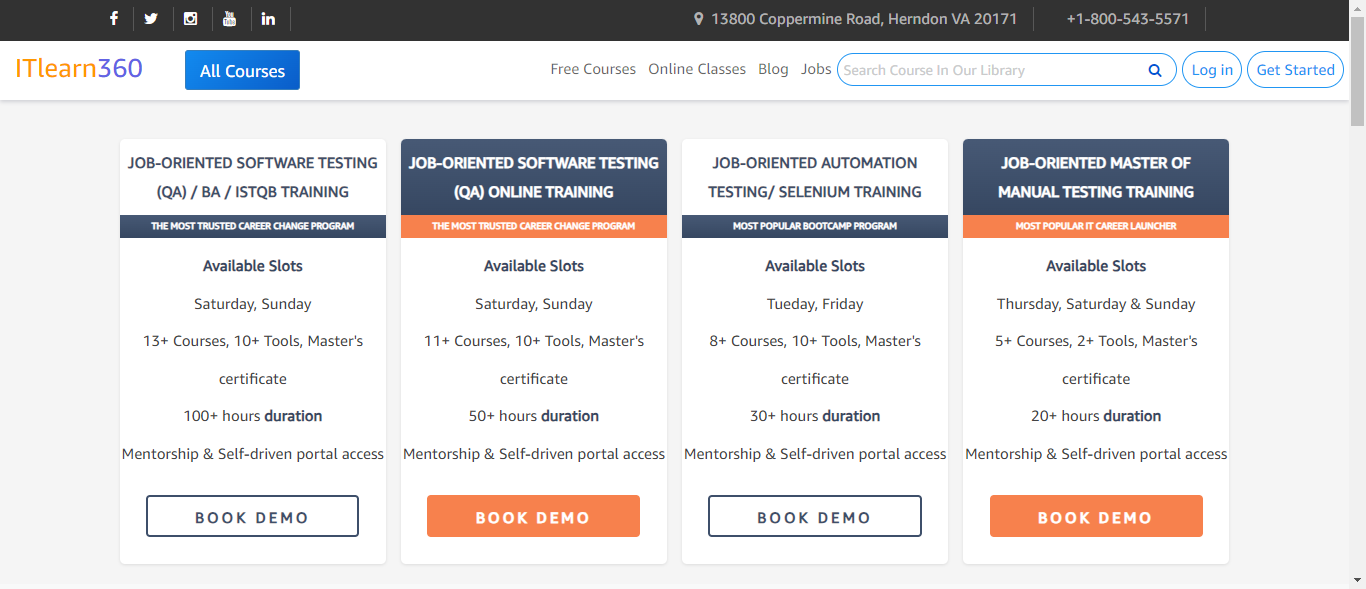 13800 Coppermine Road, Herndon VA 20171
+1-800-543-5571
ITlearn360
All Courses
Free Courses
Online Classes
Blog
Jobs
Search Course In Our Library
Log in
Get Started
JOB-ORIENTED SOFTWARE TESTING
(QA) / BA / ISTQB TRAINING
THE MOST TRUSTED CAREER CHANGE PROGRAM
Available Slots
Saturday, Sunday
13+ Courses, 10+ Tools, Master's
certificate
100+ hours duration
Mentorship & Self-driven portal access
BOOK DEMO
JOB-ORIENTED SOFTWARE TESTING
(QA) ONLINE TRAINING
THE MOST TRUSTED CAREER CHANGE PROGRAM
Available Slots
Saturday, Sunday
11+ Courses, 10+ Tools, Master's
certificate
50+ hours duration
Mentorship & Self-driven portal access
BOOK DEMO
JOB-ORIENTED AUTOMATION
TESTING/ SELENIUM TRAINING
MOST POPULAR BOOTCAMP PROGRAM
Available Slots
Tueday, Friday
8+ Courses, 10+ Tools, Master's
certificate
30+ hours duration
Mentorship & Self-driven portal access
BOOK DEMO
JOB-ORIENTED MASTER OF
MANUAL TESTING TRAINING
MOST POPULAR IT CAREER LAUNCHER
Available Slots
Thursday, Saturday & Sunday
5+ Courses, 2+ Tools, Master's
certificate
20+ hours duration
Mentorship & Self-driven portal access
BOOK DEMO